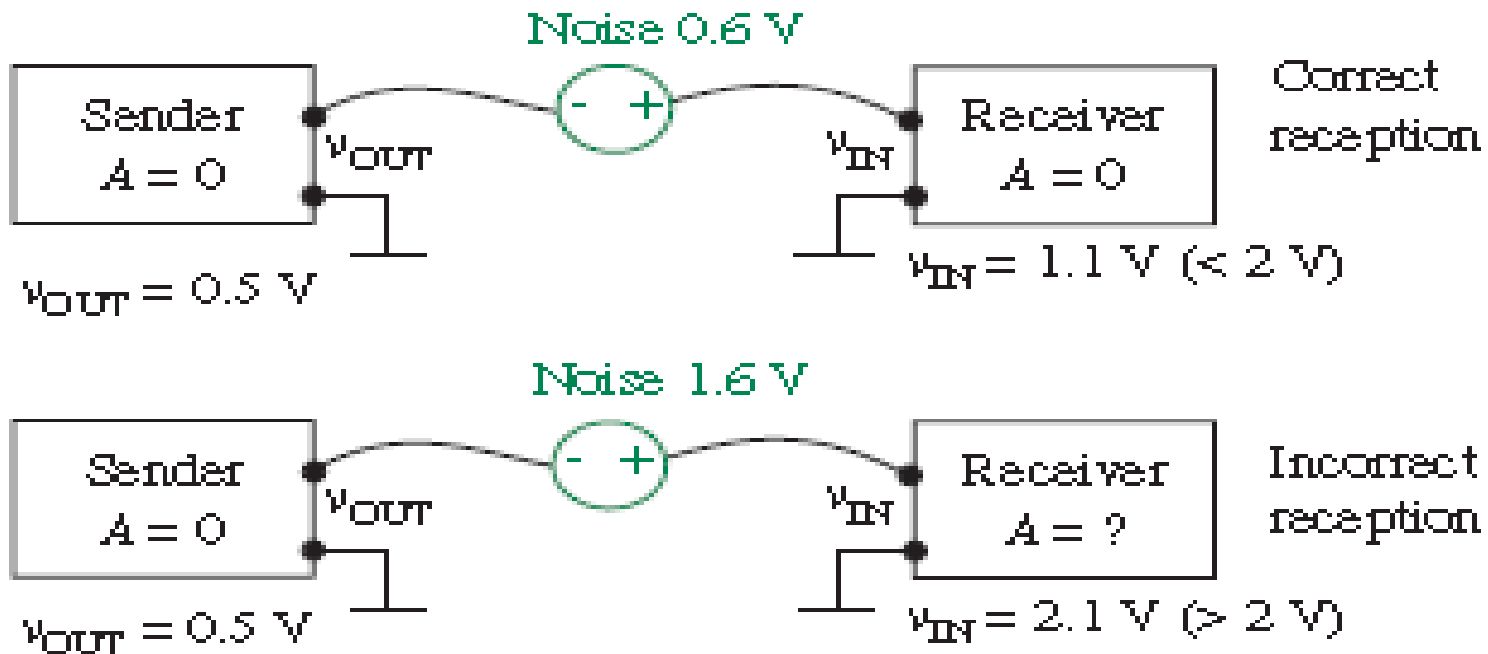 Noise 0.6 V
Sender
A = 0
vOUT
- +
vIN
Receiver
A = 0
Correct
reception
vOUT = 0.5 V
vIN = 1.1 V (< 2 V)
Noise 1.6 V
Sender
A = 0
vOUT
- +
vIN
Receiver
A = ?
Incorrect
reception
vOUT = 0.5 V
vIN = 2.1 V (> 2 V)